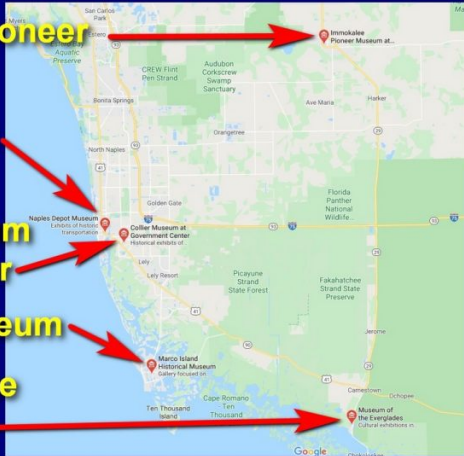 oneer
m
r
eum
e
San Carlos
Park
Myers
Estero
Aquatic
Preserve
CREW Flint
Pen Strand
Audubon
Corkscrew
Swamp
Sanctuary
Immokalee
Pioneer Museum at...
Bonita Springs
Ave Maria
Harker
Orangetree
North Naples
Golden Gate
Naples Depot Museum
Exhibits of historic
transportation
Collier Museum at
Government Center
Historical exhibits of
Florida
Panther
National
Wildlife...
Lely
Lely Resort
Picayune
Strand
State Forest
Fakahatchee
Strand State
Preserve
Jerome
Marco Island
Historical Museum
Gallery focused on
Carnestown
Ochopee
Ten Thousand
Island
Cape Romano
Ten
Thousand
Museum of
the Everglades
Cultural exhibitions in
Google